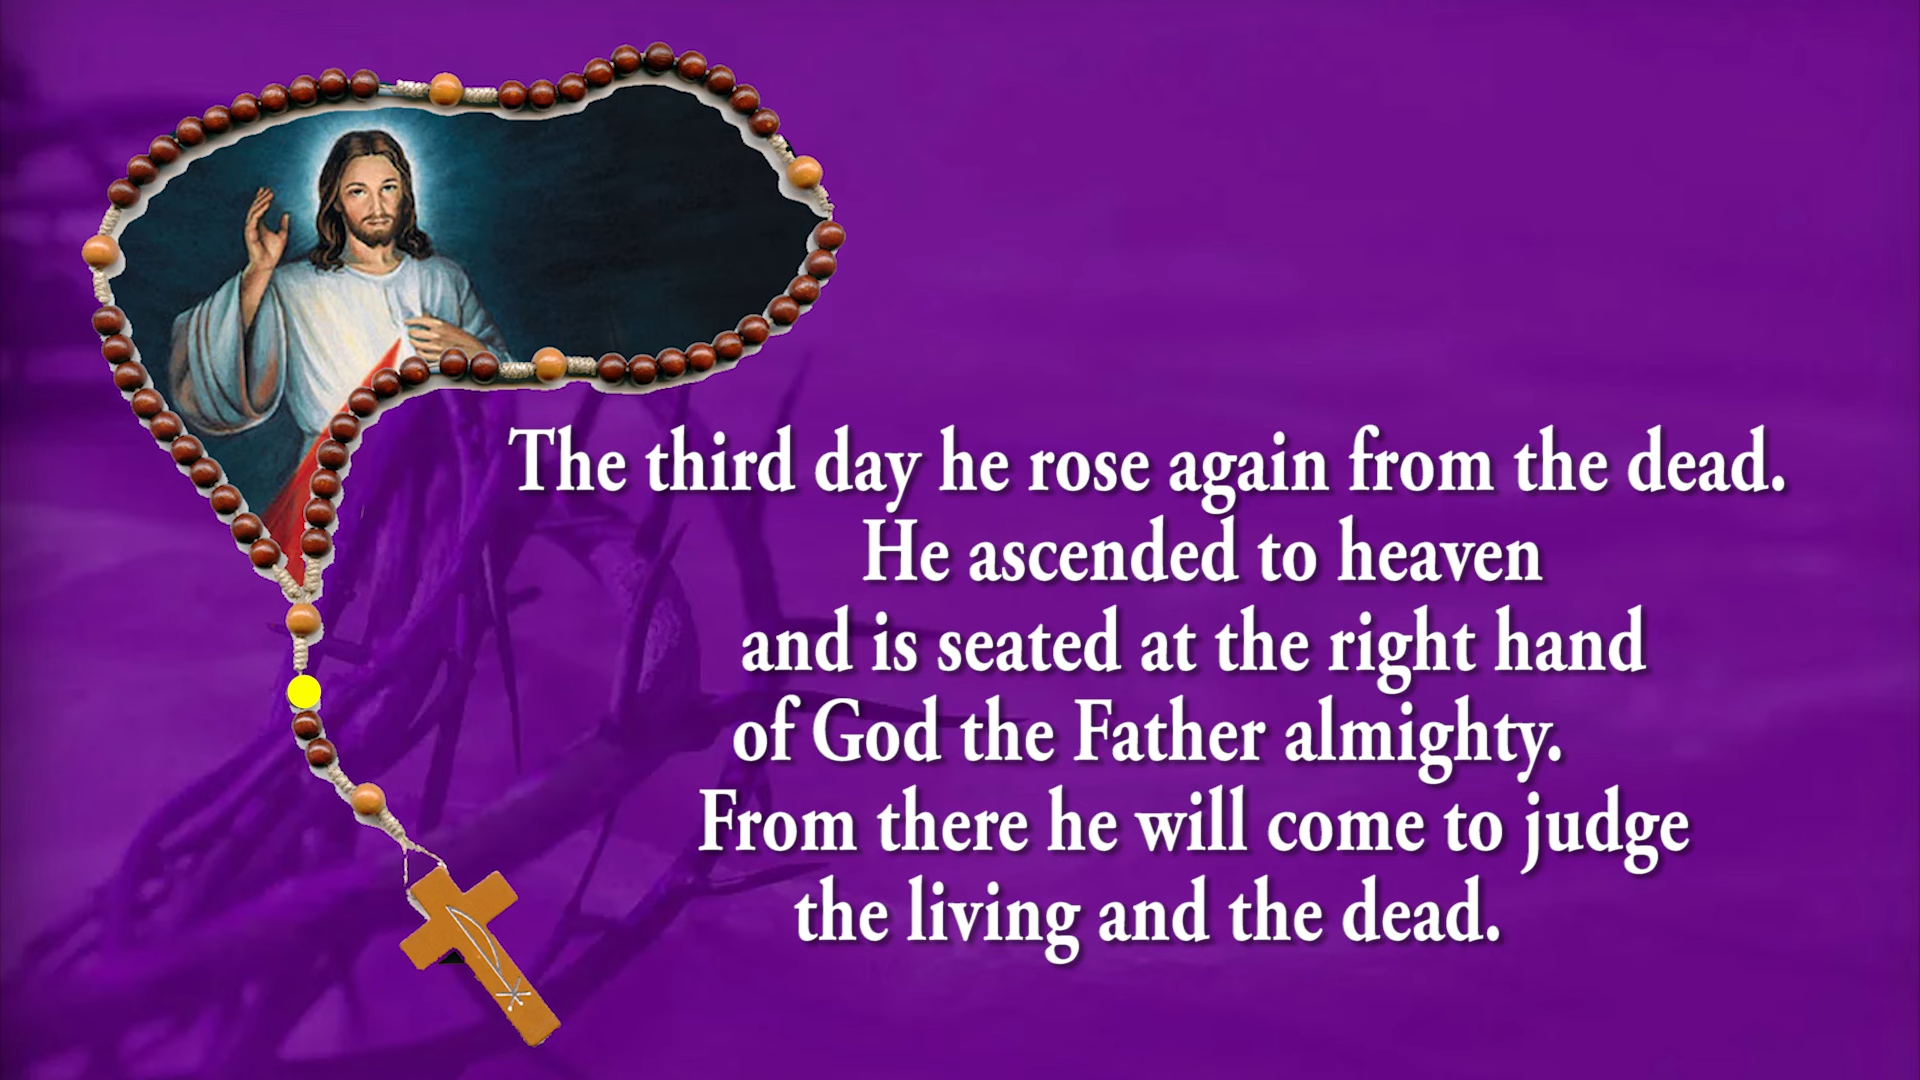 The third day he rose again from the dead.
He ascended to heaven
and is seated at the right hand
of God the Father almighty.
From there he will come to judge
the living and the dead.